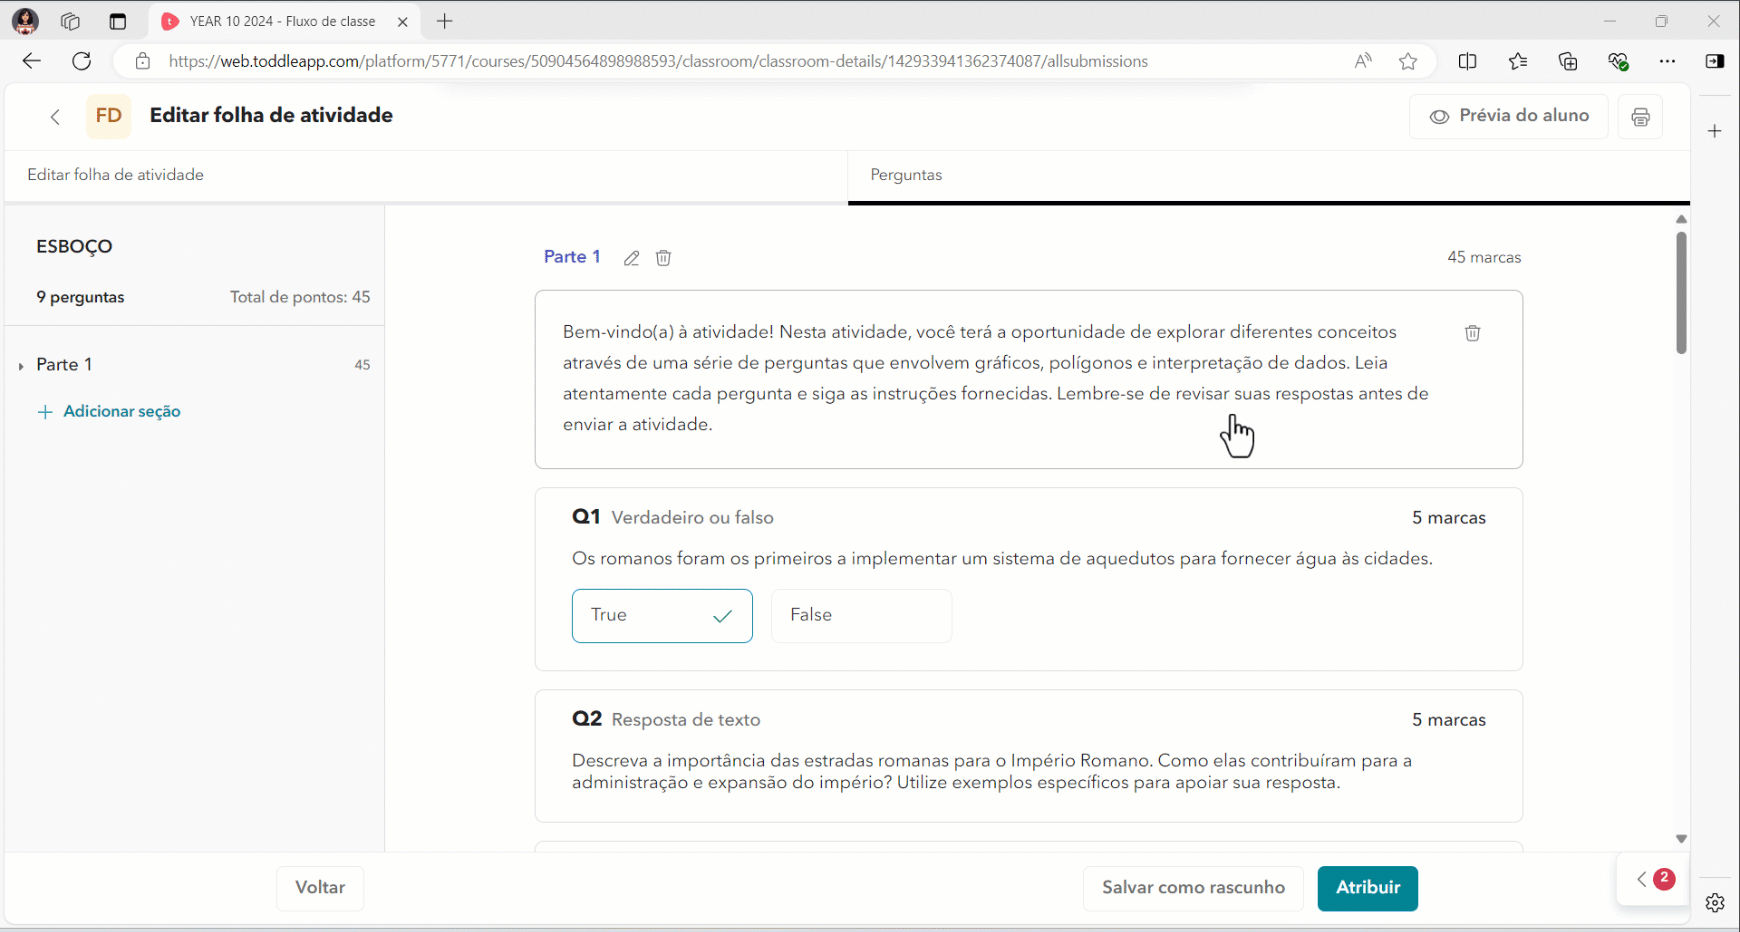 YEAR 10 2024 - Fluxo de classe
https://web.toddleapp.com/platform/5771/courses/50904564898988593/classroom/classroom-details/142933941362374087/allsubmissions
FD Editar folha de atividade
Prévia do aluno
Editar folha de atividade
Perguntas
ESBOÇO
9 perguntas Total de pontos: 45
Parte 1 45
+ Adicionar seção
Parte 1 45 marcas
Bem-vindo(a) à atividade! Nesta atividade, você terá a oportunidade de explorar diferentes conceitos
através de uma série de perguntas que envolvem gráficos, polígonos e interpretação de dados. Leia
atentamente cada pergunta e siga as instruções fornecidas. Lembre-se de revisar suas respostas antes de
enviar a atividade.
Q1 Verdadeiro ou falso 5 marcas
Os romanos foram os primeiros a implementar um sistema de aquedutos para fornecer água às cidades.
True False
Q2 Resposta de texto 5 marcas
Descreva a importância das estradas romanas para o Império Romano. Como elas contribuíram para a
administração e expansão do império? Utilize exemplos específicos para apoiar sua resposta.
Voltar
Salvar como rascunho
Atribuir
2